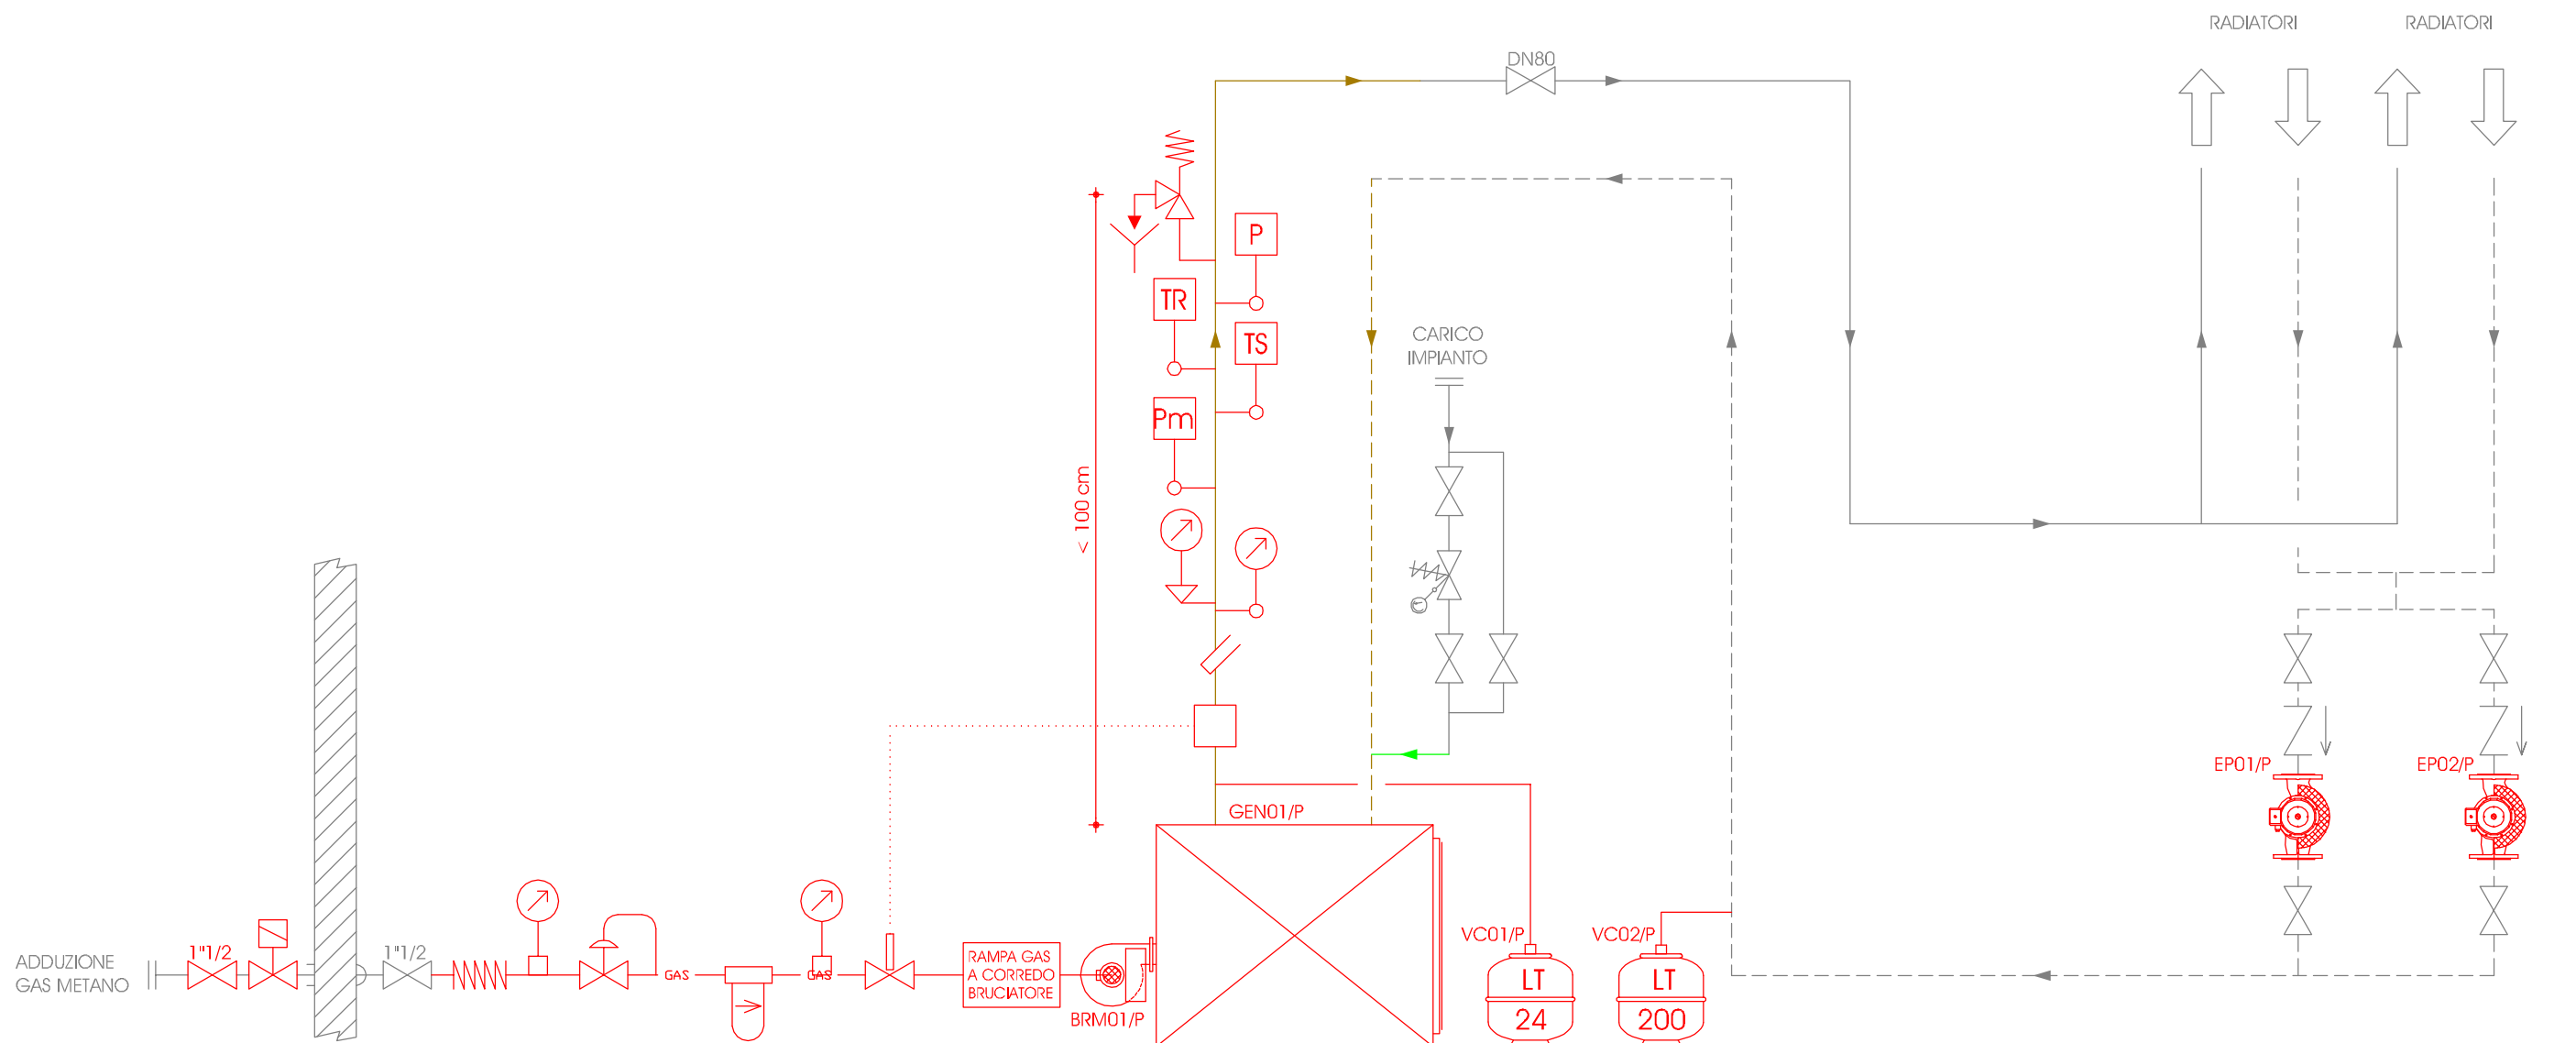 RADIATORI
RADIATORI
DN80
P
TR
TS
CARICO
IMPIANTO
Pm
< 100 cm
EP01/P
EP02/P
GEN01/P
VC01/P
VC02/P
1"1/2
1"1/2
ADDUZIONE
GAS METANO
GAS
GAS
RAMPA GAS
A CORREDO
BRUCIATORE
BRM01/P
LT
24
LT
200